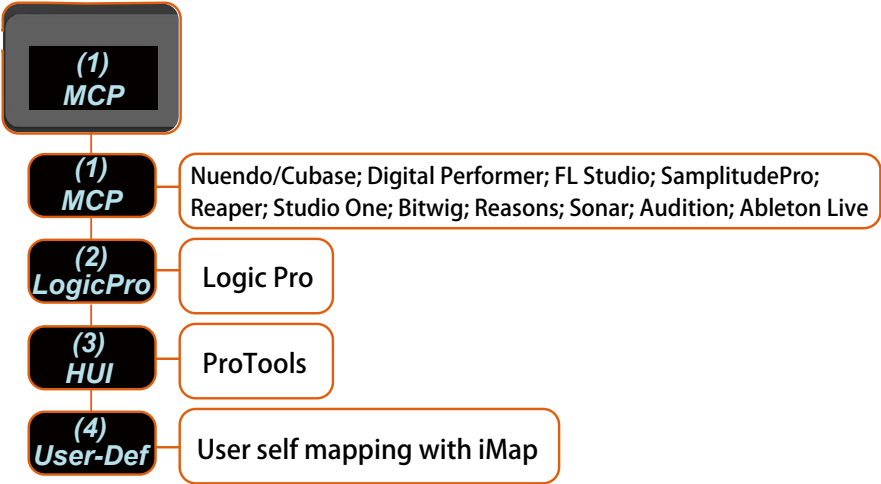 (1)
MCP
(1)
MCP
Nuendo/Cubase; Digital Performer; FL Studio; SamplitudePro;
Reaper; Studio One; Bitwig; Reasons; Sonar; Audition; Ableton Live
(2)
LogicPro
Logic Pro
(3)
HUI
ProTools
(4)
User-Def
User self mapping with iMap